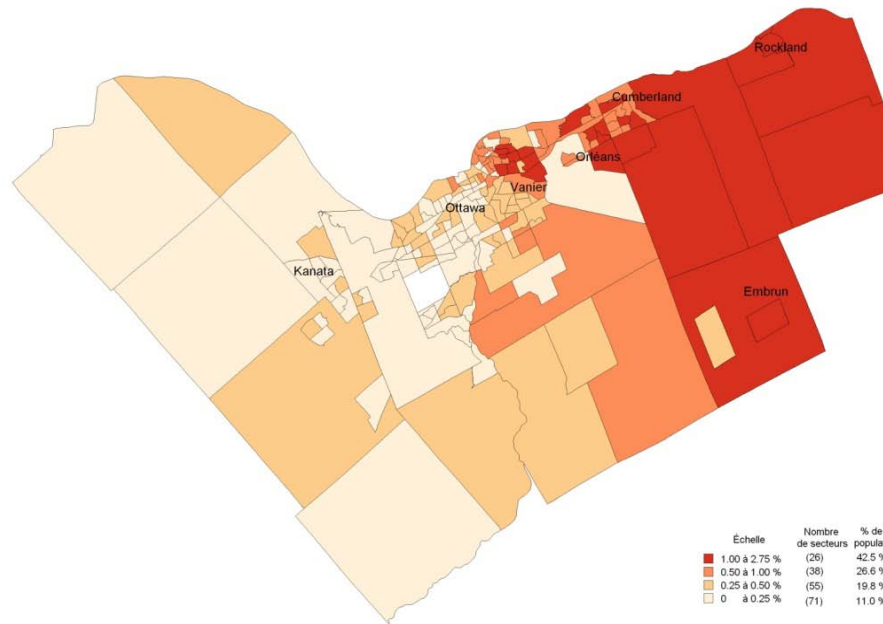 Rockland
Cumberland
Orléans
Vanier
Ottawa
Kanata
Embrun
Échelle Nombre de secteurs % de
1.00 à 2.75 % (26) 42.5 %
0.50 à 1.00 % (38) 26.6 %
0.25 à 0.50 % (55) 19.8 %
0 à 0.25 % (71) 11.0 %